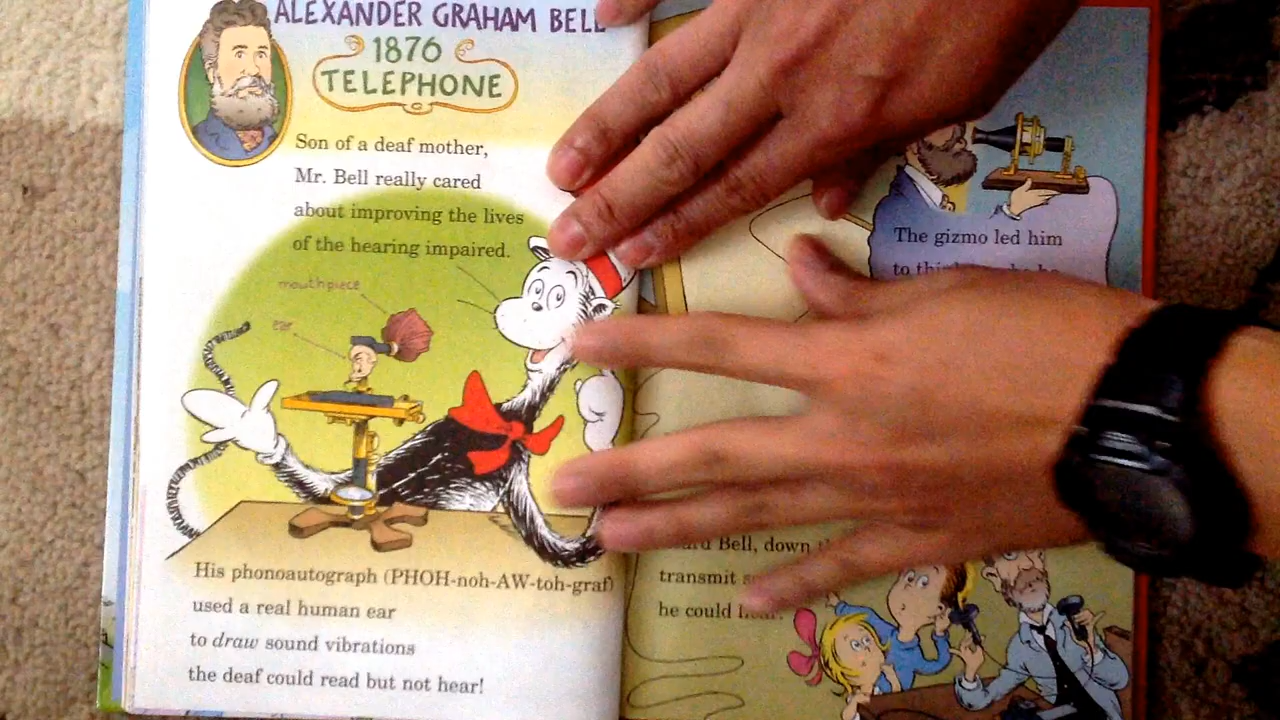 ALEXANDER GRAHAM BELL
1876
TELEPHONE
Son of a deaf mother,
Mr. Bell really cared
about improving the lives
of the hearing impaired.
mouthpiece
ear
His phonoautograph (PHOH-noh-AW-toh-graf)
used a real human ear
to draw sound vibrations
the deaf could read but not hear!
The gizmo led him
to
Bell, down
transmit
he could